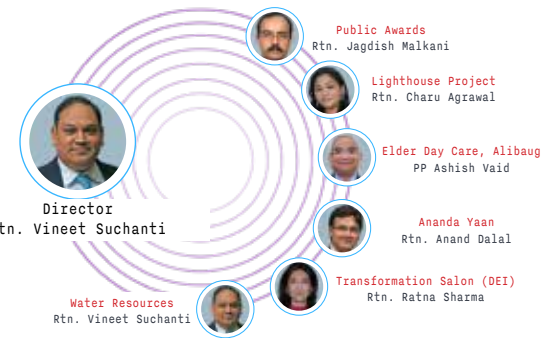 Public Awards
Rtn. Jagdish Malkani
Lighthouse Project
Rtn. Charu Agrawal
Elder Day Care, Alibaug
PP Ashish Vaid
Director
tn. Vineet Suchanti
Ananda Yaan
Rtn. Anand Dalal
Transformation Salon (DEI)
Rtn. Ratna Sharma
Water Resources
Rtn. Vineet Suchanti